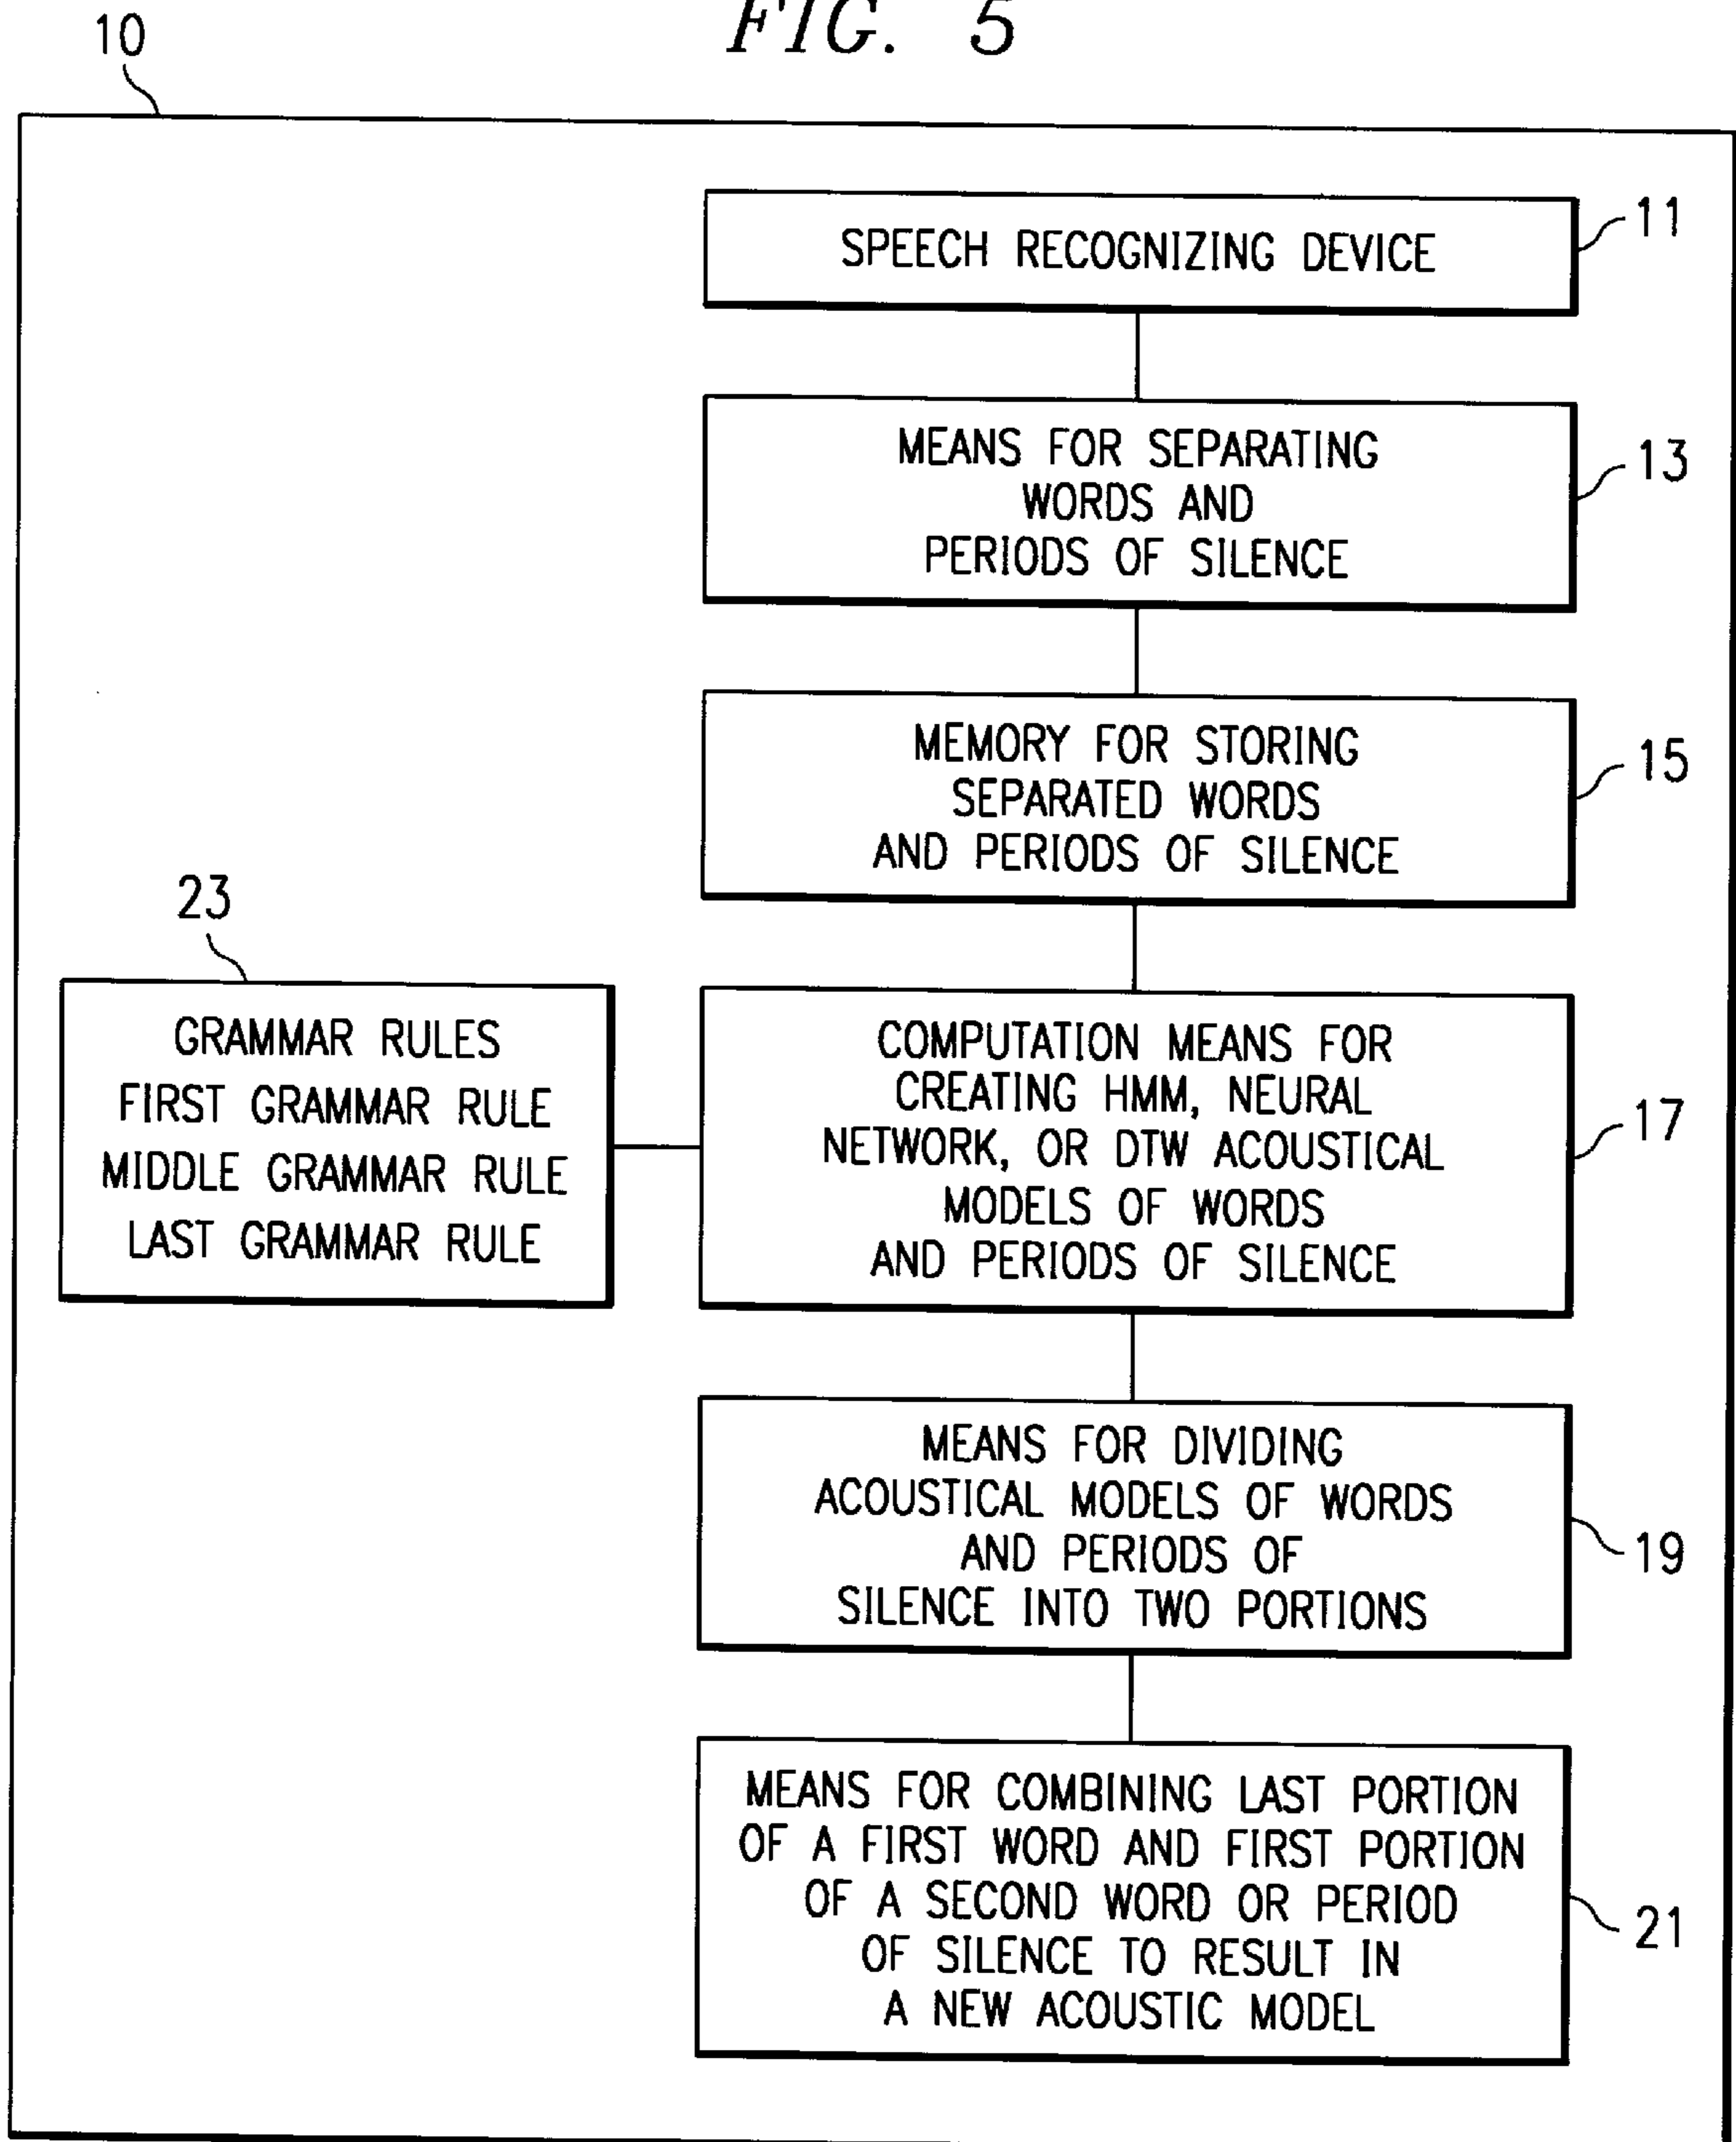 FIG. 5
10
SPEECH RECOGNIZING DEVICE
11
MEANS FOR SEPARATING
WORDS AND
PERIODS OF SILENCE
13
MEMORY FOR STORING
SEPARATED WORDS
AND PERIODS OF SILENCE
15
23
GRAMMAR RULES
FIRST GRAMMAR RULE
MIDDLE GRAMMAR RULE
LAST GRAMMAR RULE
COMPUTATION MEANS FOR
CREATING HMM, NEURAL
NETWORK, OR DTW ACOUSTICAL
MODELS OF WORDS
AND PERIODS OF SILENCE
17
MEANS FOR DIVIDING
ACOUSTICAL MODELS OF WORDS
AND PERIODS OF
SILENCE INTO TWO PORTIONS
19
MEANS FOR COMBINING LAST PORTION
OF A FIRST WORD AND FIRST PORTION
OF A SECOND WORD OR PERIOD
OF SILENCE TO RESULT IN
A NEW ACOUSTIC MODEL
21